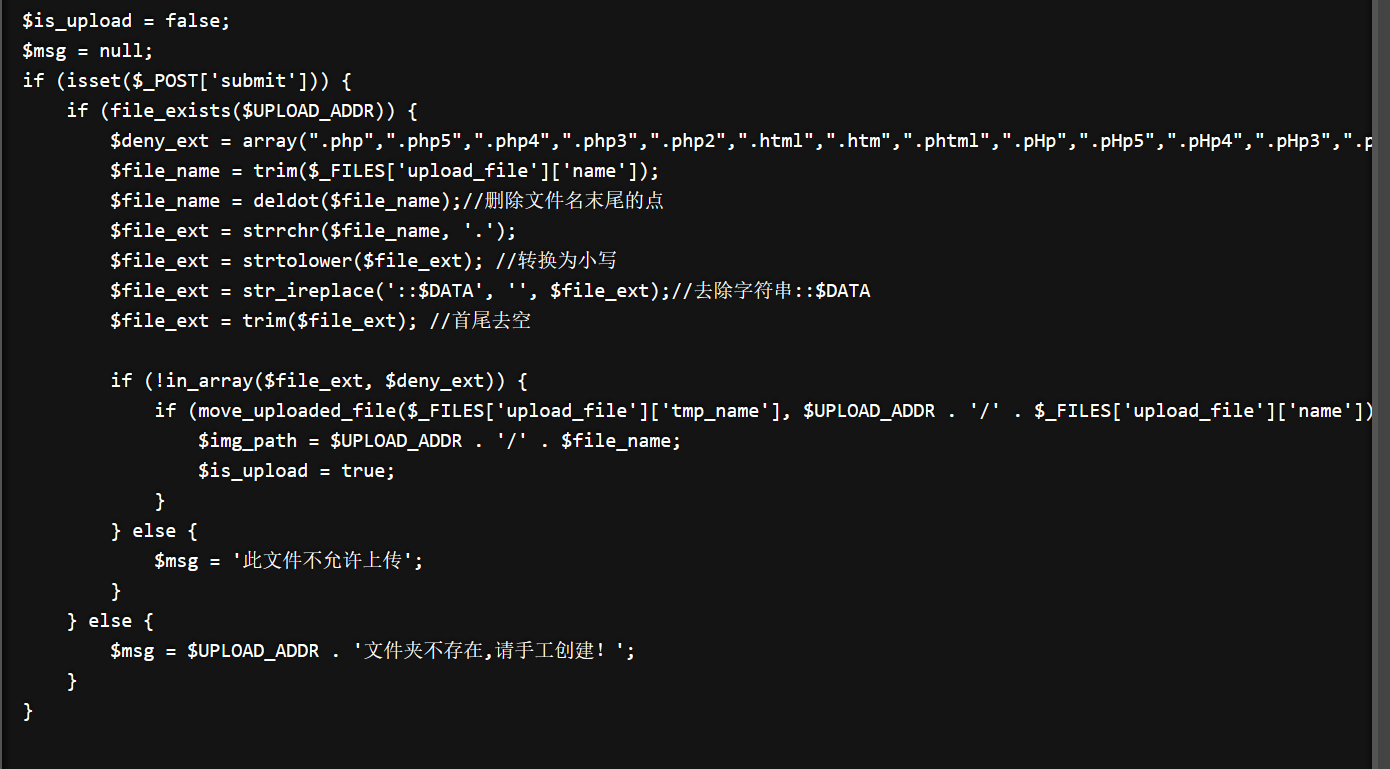 $is_upload = false;
$msg = null;
if (isset($_POST['submit'])) {
    if (file_exists($UPLOAD_ADDR)) {
        $deny_ext = array(".php",".php5",".php4",".php3",".php2",".html",".htm",".phtml",".pHp",".pHp5",".pHp4",".pHp3",".p
        $file_name = trim($_FILES['upload_file']['name']);
        $file_name = deldot($file_name);//删除文件名末尾的点
        $file_ext = strrchr($file_name, '.');
        $file_ext = strtolower($file_ext); //转换为小写
        $file_ext = str_ireplace('::$DATA', '', $file_ext);//去除字符串::$DATA
        $file_ext = trim($file_ext); //首尾去空
        if (!in_array($file_ext, $deny_ext)) {
            if (move_uploaded_file($_FILES['upload_file']['tmp_name'], $UPLOAD_ADDR . '/' . $_FILES['upload_file']['name'])
                $img_path = $UPLOAD_ADDR . '/' . $file_name;
                $is_upload = true;
            }
        } else {
            $msg = '此文件不允许上传';
        }
    } else {
        $msg = $UPLOAD_ADDR . '文件夹不存在,请手工创建！';
    }
}